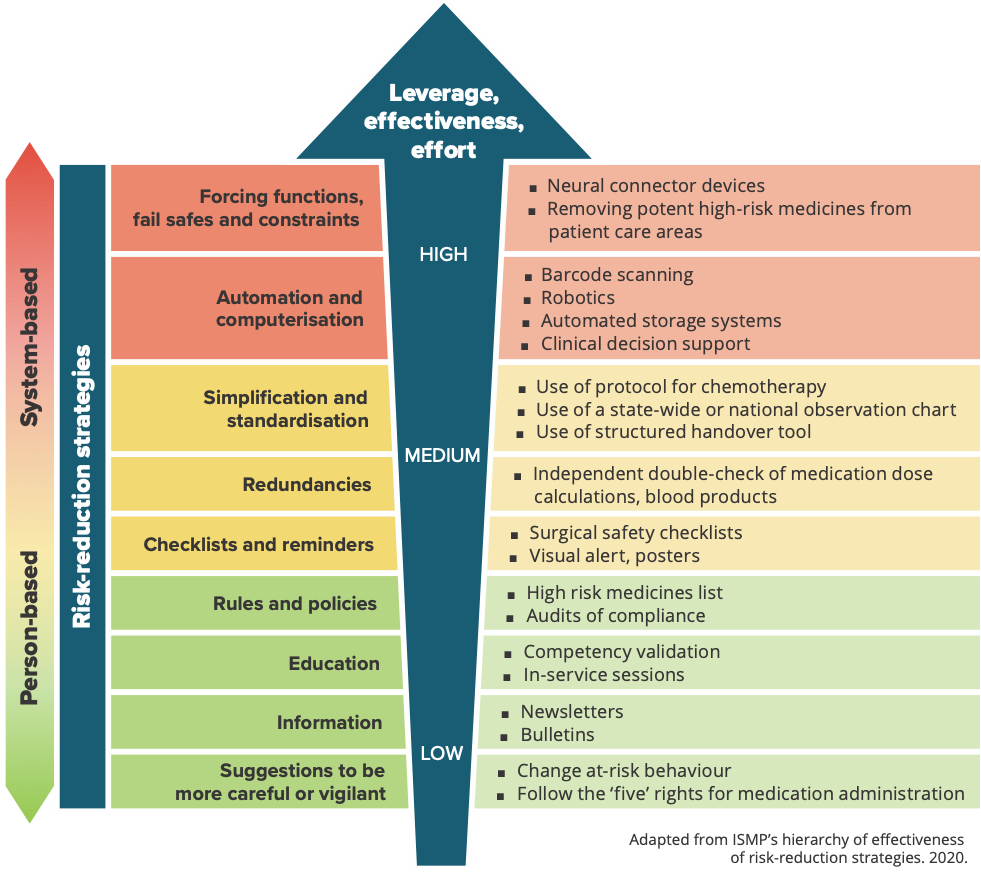 Leverage,
effectiveness,
effort
System-based
Person-based
Risk-reduction strategies
HIGH
MEDIUM
LOW
Forcing functions,
fail safes and constraints
▪ Neural connector devices
▪ Removing potent high-risk medicines from
patient care areas
Automation and
computerisation
▪ Barcode scanning
▪ Robotics
▪ Automated storage systems
▪ Clinical decision support
Simplification and
standardisation
▪ Use of protocol for chemotherapy
▪ Use of a state-wide or national observation chart
▪ Use of structured handover tool
Redundancies
▪ Independent double-check of medication dose
calculations, blood products
Checklists and reminders
▪ Surgical safety checklists
▪ Visual alert, posters
Rules and policies
▪ High risk medicines list
▪ Audits of compliance
Education
▪ Competency validation
▪ In-service sessions
Information
▪ Newsletters
▪ Bulletins
Suggestions to be
more careful or vigilant
▪ Change at-risk behaviour
▪ Follow the ‘five’ rights for medication administration
Adapted from ISMP’s hierarchy of effectiveness
of risk-reduction strategies. 2020.